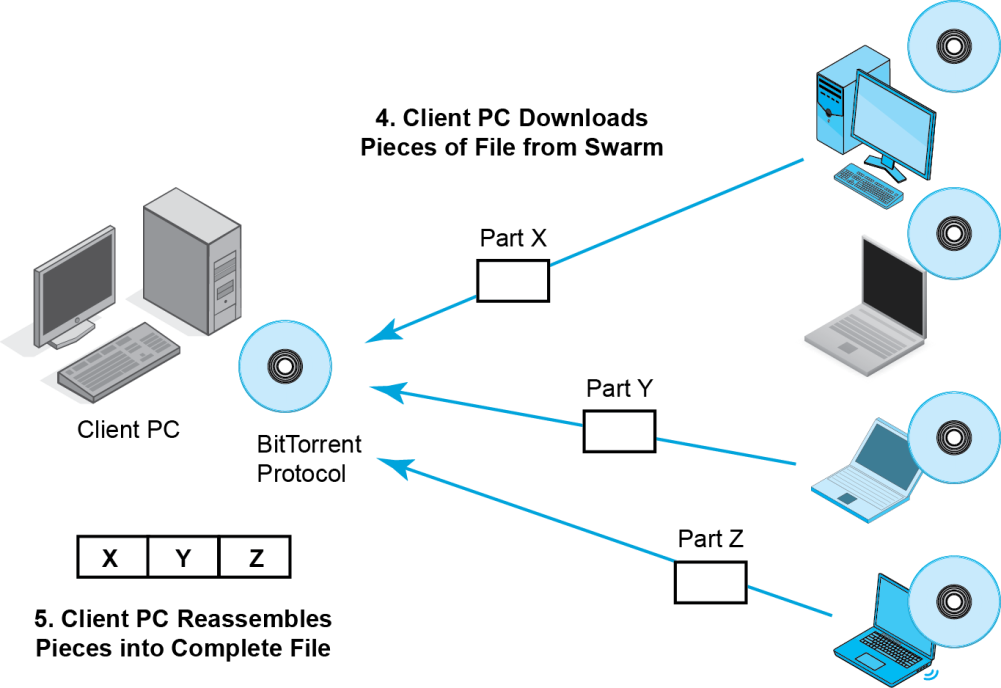 4. Client PC Downloads
Pieces of File from Swarm
Part X
Part Y
Client PC
BitTorrent
Protocol
Part Z
X Y Z
5. Client PC Reassembles
Pieces into Complete File